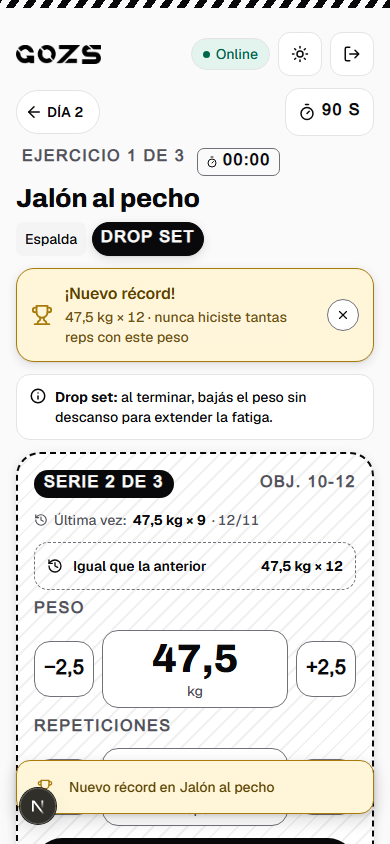 GOZS
Online
DÍA 2
90 S
EJERCICIO 1 DE 3
00:00
Jalón al pecho
Espalda
DROP SET
¡Nuevo récord!
47,5 kg × 12 · nunca hiciste tantas
reps con este peso
Drop set: al terminar, bajás el peso sin
descanso para extender la fatiga.
SERIE 2 DE 3
OBJ. 10-12
Última vez: 47,5 kg × 9 · 12/11
Igual que la anterior
47,5 kg × 12
PESO
−2,5
47,5
kg
+2,5
REPETICIONES
Nuevo récord en Jalón al pecho
N